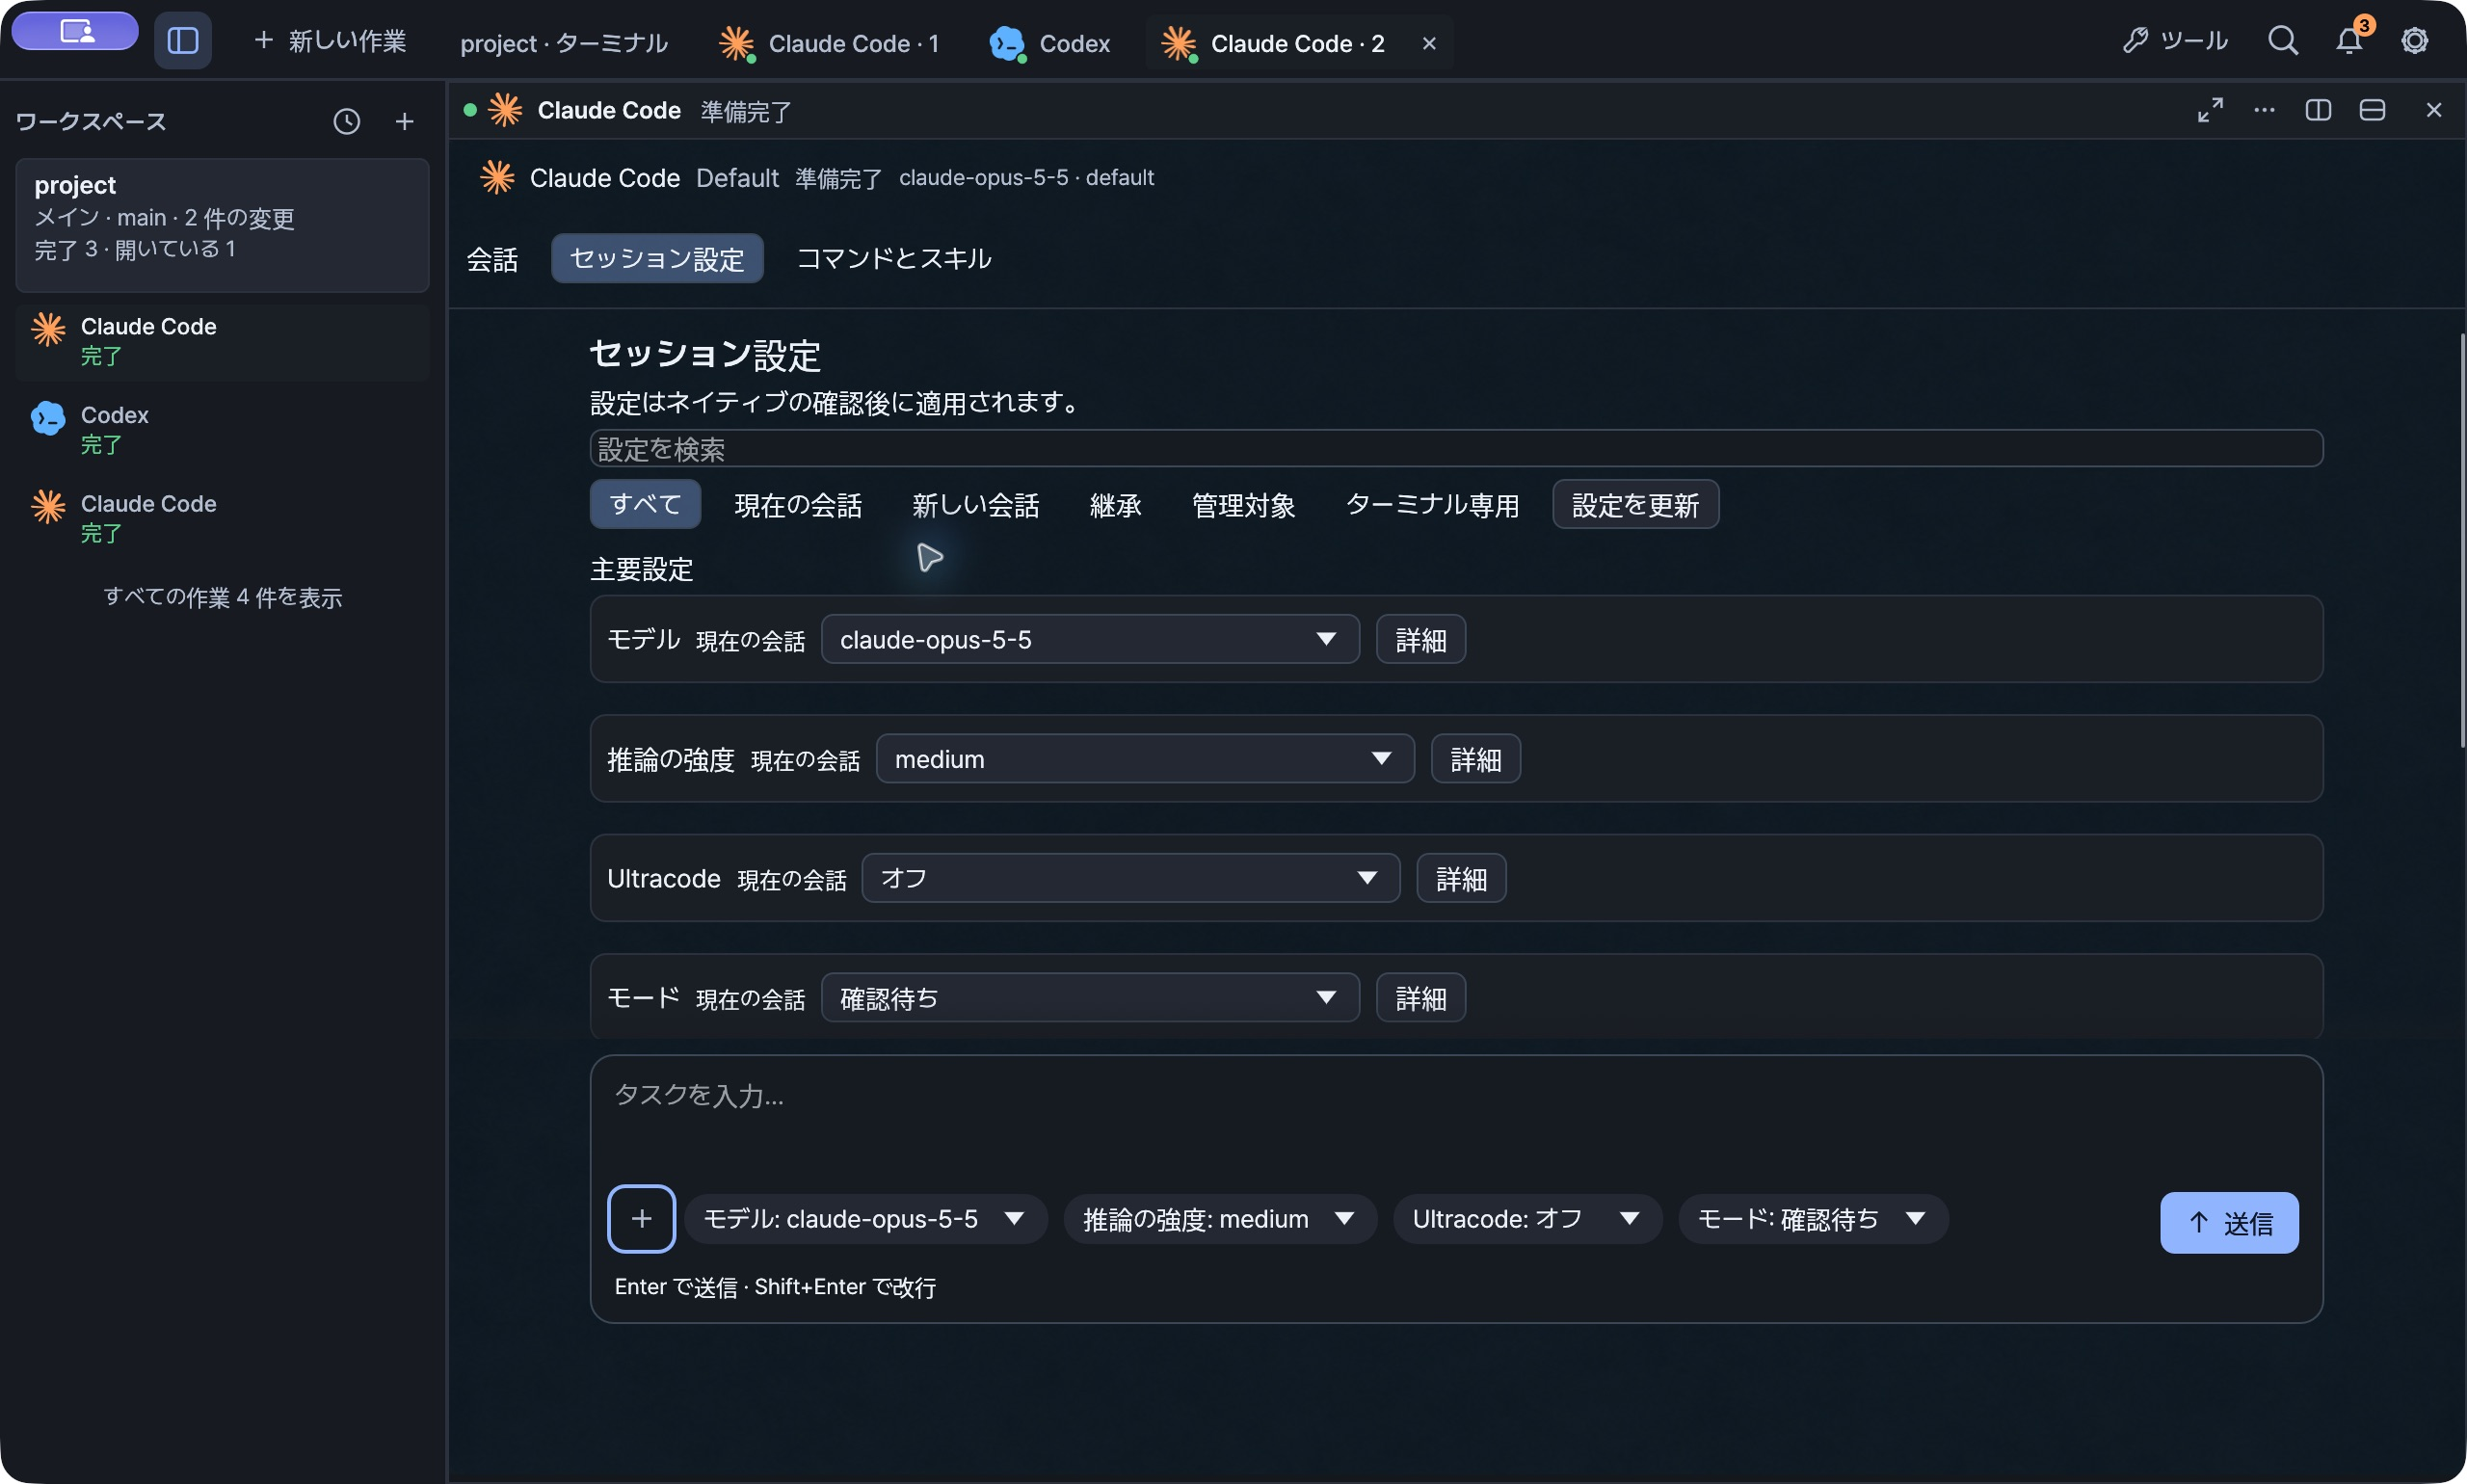 新しい作業
project · ターミナル
Claude Code · 1
Codex
Claude Code · 2
ツール
3
ワークスペース
project
メイン · main · 2 件の変更
完了 3 · 開いている 1
Claude Code
完了
Codex
完了
Claude Code
完了
すべての作業 4 件を表示
Claude Code 準備完了
Claude Code Default 準備完了 claude-opus-5-5 · default
会話 セッション設定 コマンドとスキル
セッション設定
設定はネイティブの確認後に適用されます。
設定を検索
すべて 現在の会話 新しい会話 継承 管理対象 ターミナル専用 設定を更新
主要設定
モデル 現在の会話 claude-opus-5-5 詳細
推論の強度 現在の会話 medium 詳細
Ultracode 現在の会話 オフ 詳細
モード 現在の会話 確認待ち 詳細
タスクを入力...
モデル: claude-opus-5-5 推論の強度: medium Ultracode: オフ モード: 確認待ち ↑ 送信
Enter で送信 · Shift+Enter で改行